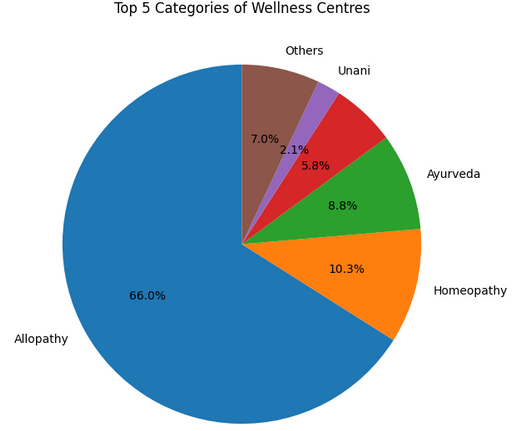 Top 5 Categories of Wellness Centres
Others
Unani
7.0%
2.1%
5.8%
Ayurveda
8.8%
10.3%
Homeopathy
66.0%
Allopathy